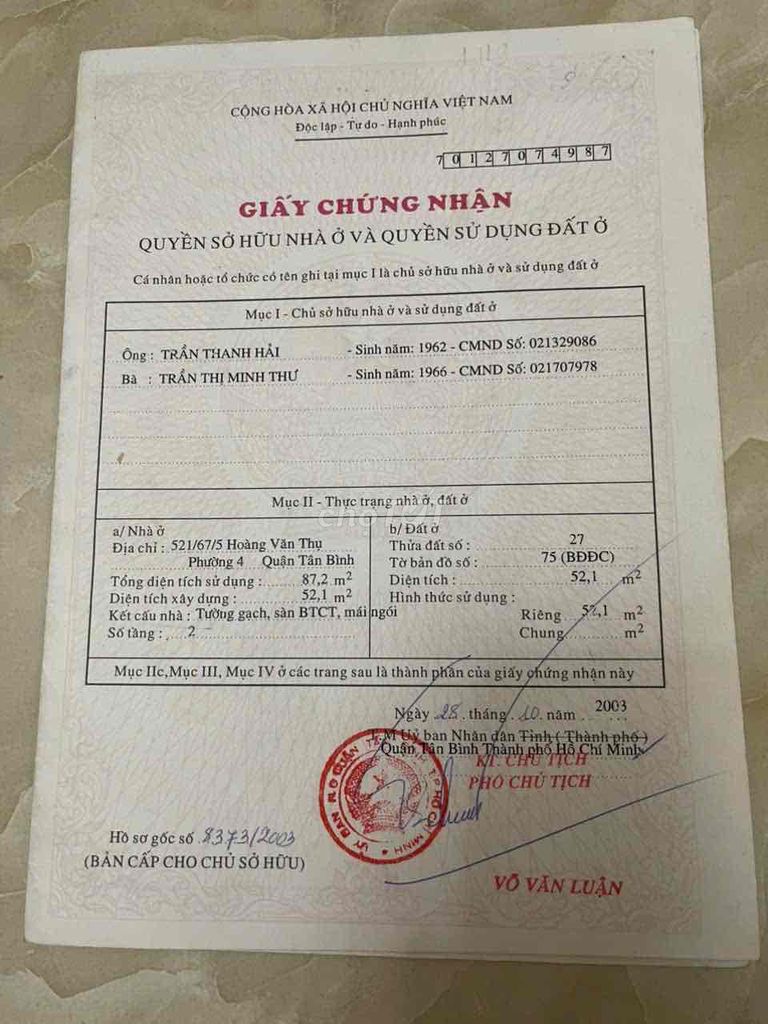 CỘNG HÒA XÃ HỘI CHỦ NGHĨA VIỆT NAM
Độc lập - Tự do - Hạnh phúc
70127074987
GIẤY CHỨNG NHẬN
QUYỀN SỞ HỮU NHÀ Ở VÀ QUYỀN SỬ DỤNG ĐẤT Ở
Cá nhân hoặc tổ chức có tên ghi tại mục I là chủ sở hữu nhà ở và sử dụng đất ở
Mục I - Chủ sở hữu nhà ở và sử dụng đất ở
Ông : TRẦN THANH HẢI - Sinh năm: 1962 - CMND Số: 021329086
Bà : TRẦN THỊ MINH THƯ - Sinh năm: 1966 - CMND Số: 021707978
Mục II - Thực trạng nhà ở, đất ở
a/ Nhà ở
Địa chỉ : 521/67/5 Hoàng Văn Thụ
Phường 4 Quận Tân Bình
Tổng diện tích sử dụng : 87,2 m2
Diện tích xây dựng : 52,1 m2
Kết cấu nhà : Tường gạch, sàn BTCT, mái ngói
Số tầng : 2
b/ Đất ở
Thửa đất số : 27
Tờ bản đồ số : 75 (BĐĐC)
Diện tích : 52,1 m2
Hình thức sử dụng :
Riêng 52,1 m2
Chung m2
Mục IIc,Mục III, Mục IV ở các trang sau là thành phần của giấy chứng nhận này
Ngày 28 tháng 10 năm 2003
T.M Uỷ ban Nhân dân Tỉnh ( Thành phố )
Quận Tân Bình Thành phố Hồ Chí Minh
KT. CHỦ TỊCH
PHÓ CHỦ TỊCH
Hồ sơ gốc số 8373/2003
(BẢN CẤP CHO CHỦ SỞ HỮU)
VÕ VĂN LUẬN